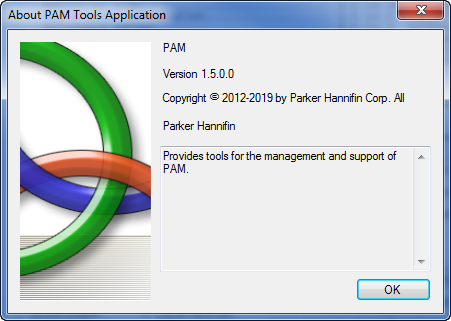 About PAM Tools Application
PAM
Version 1.5.0.0
Copyright © 2012-2019 by Parker Hannifin Corp. All
Parker Hannifin
Provides tools for the management and support of
PAM.
OK